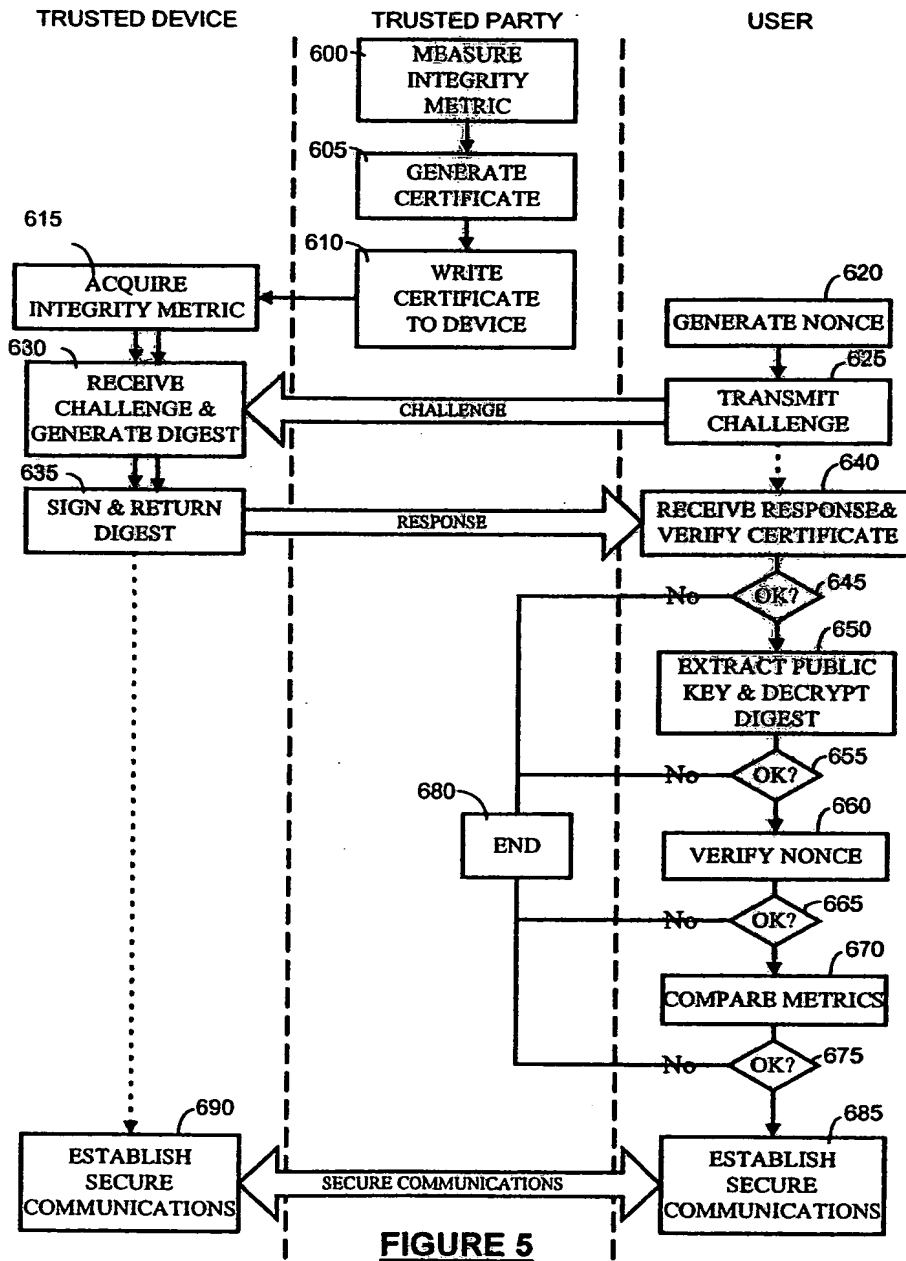 TRUSTED DEVICE
TRUSTED PARTY
USER
600
MEASURE
INTEGRITY
METRIC
605
GENERATE
CERTIFICATE
610
WRITE
CERTIFICATE
TO DEVICE
615
ACQUIRE
INTEGRITY METRIC
620
GENERATE NONCE
625
TRANSMIT
CHALLENGE
630
RECEIVE
CHALLENGE &
GENERATE DIGEST
CHALLENGE
635
SIGN & RETURN
DIGEST
RESPONSE
640
RECEIVE RESPONSE&
VERIFY CERTIFICATE
No
OK?
645
650
EXTRACT PUBLIC
KEY & DECRYPT
DIGEST
No
OK?
655
680
END
660
VERIFY NONCE
No
OK?
665
670
COMPARE METRICS
No
OK?
675
690
ESTABLISH
SECURE
COMMUNICATIONS
SECURE COMMUNICATIONS
685
ESTABLISH
SECURE
COMMUNICATIONS
FIGURE 5